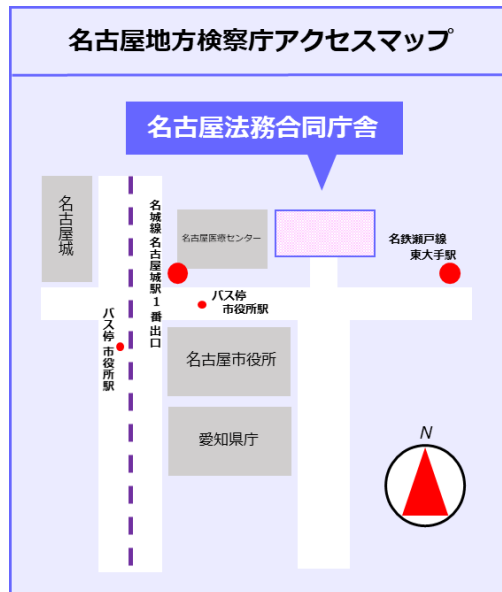 名古屋地方検察庁アクセスマップ
名古屋法務合同庁舎
名古屋城
名城線名古屋城駅1番出口
名古屋医療センター
名鉄瀬戸線
東大手駅
バス停
市役所駅
バス停 市役所駅
名古屋市役所
愛知県庁
N